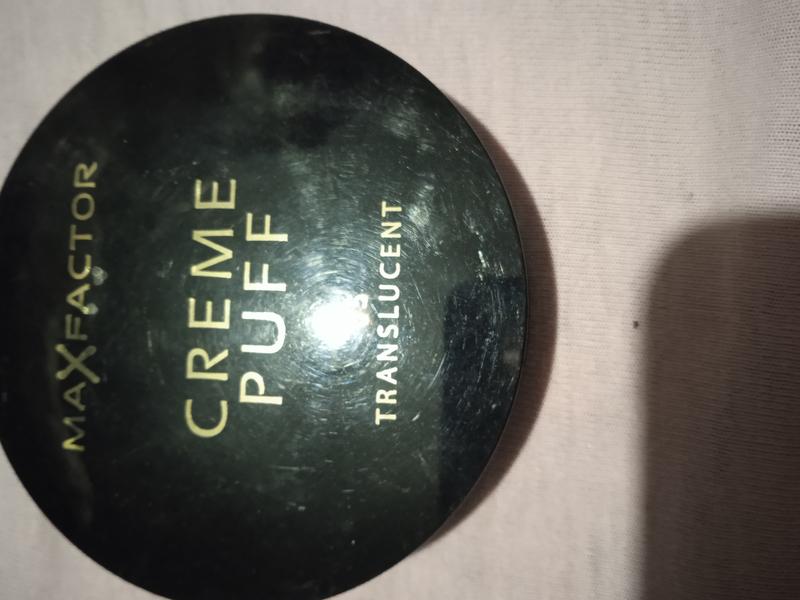 MAXFACTOR
CREME
PUFF
TRANSLUCENT